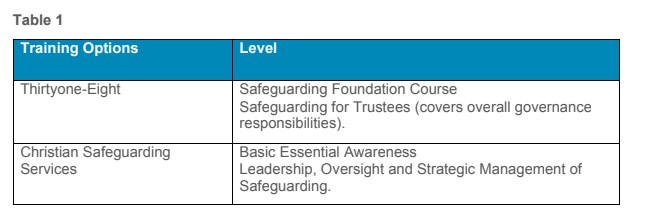 Table 1
Training Options
Level
Thirtyone-Eight
Safeguarding Foundation Course
Safeguarding for Trustees (covers overall governance
responsibilities).
Christian Safeguarding
Services
Basic Essential Awareness
Leadership, Oversight and Strategic Management of
Safeguarding.